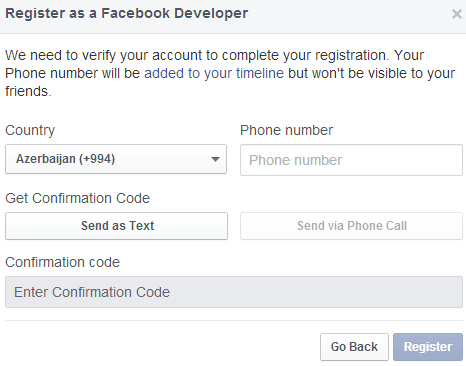 Register as a Facebook Developer
We need to verify your account to complete your registration. Your
Phone number will be added to your timeline but won't be visible to your
friends.
Country
Phone number
Azerbaijan (+994)
Phone number
Get Confirmation Code
Send as Text
Send via Phone Call
Confirmation code
Enter Confirmation Code
Go Back
Register